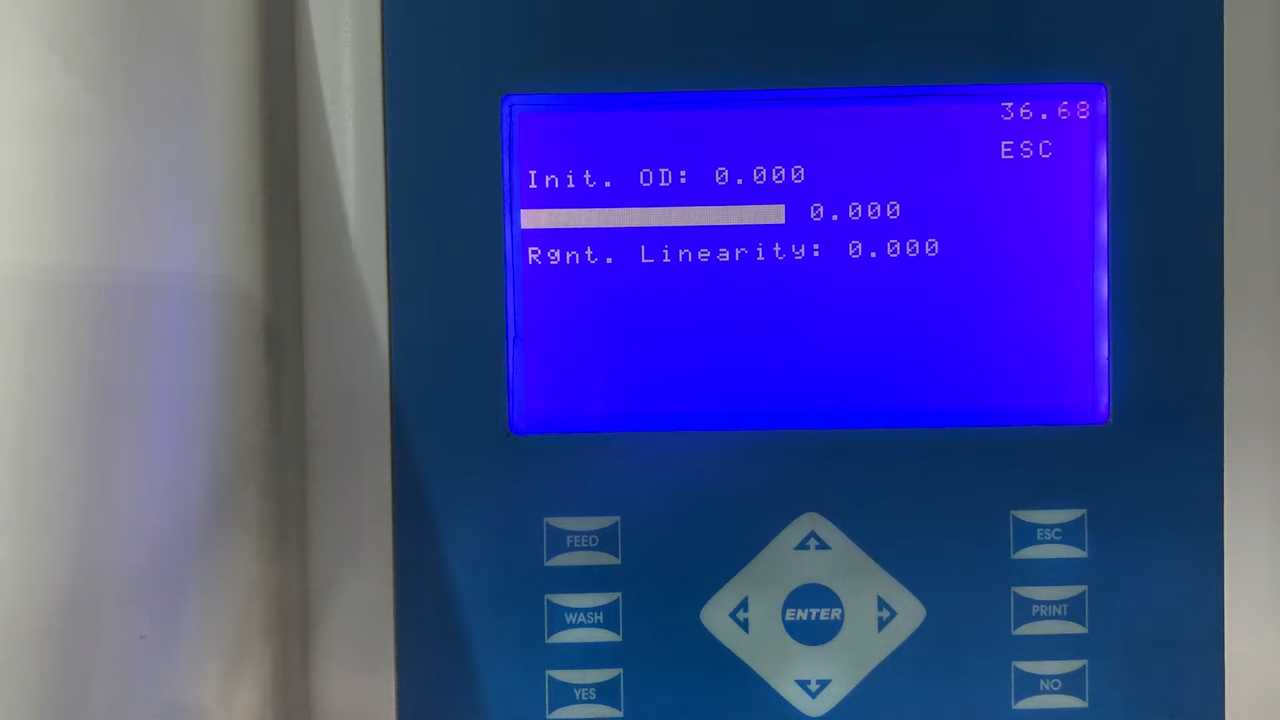 36.68
ESC
Init. OD: 0.000
0.000
Rgnt. Linearity: 0.000
FEED
ESC
WASH
ENTER
PRINT
YES
NO